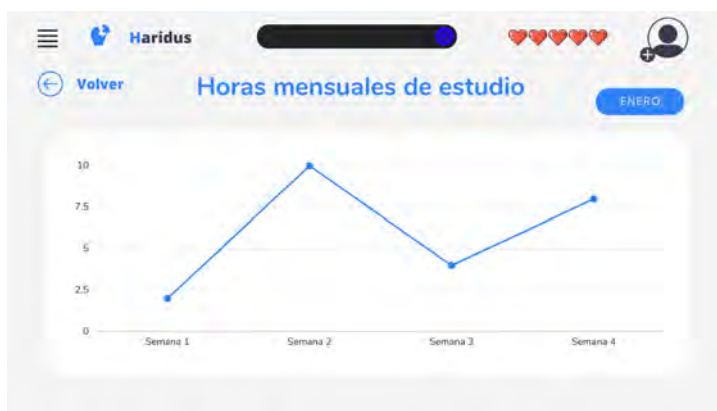 Haridus
Volver
Horas mensuales de estudio
ENERO
10
7.5
5
2.5
0
Semana 1
Semana 2
Semana 3
Semana 4